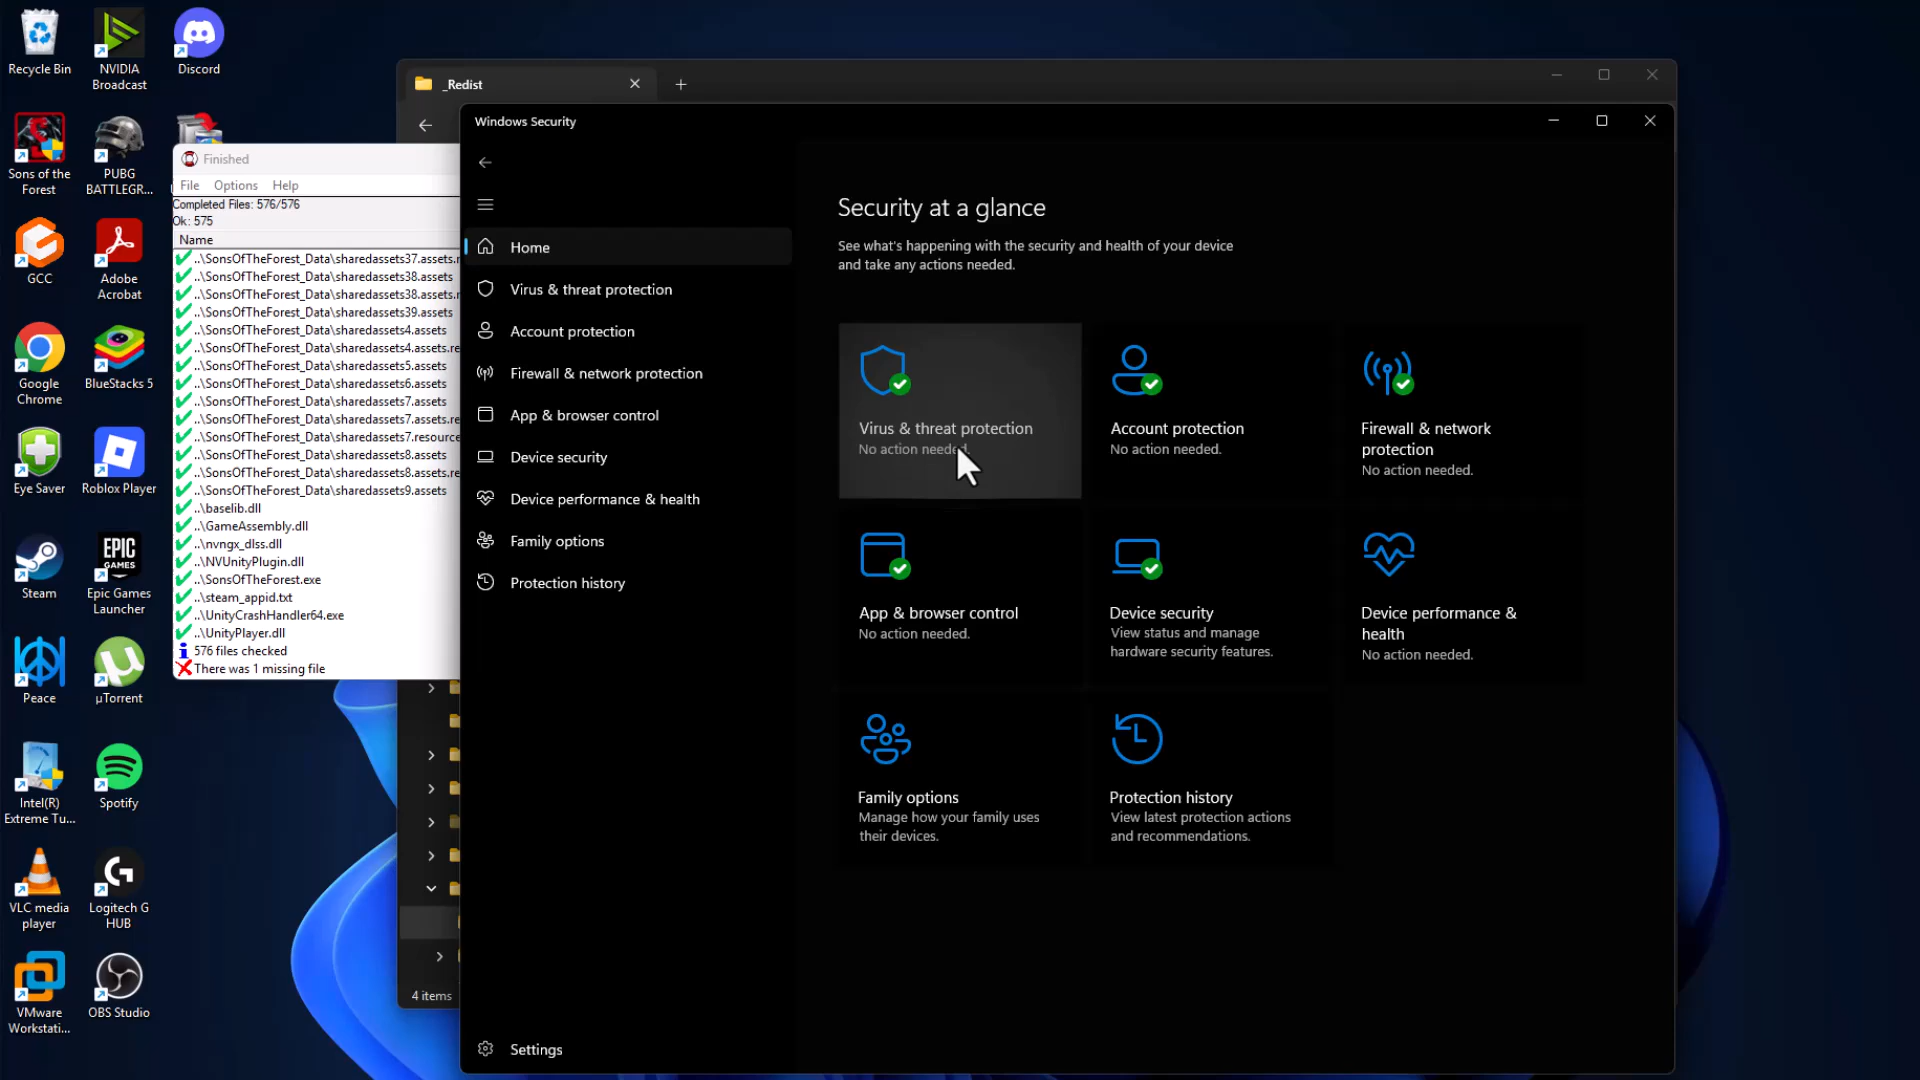 Recycle Bin
NVIDIA
Broadcast
Discord
Sons of the
Forest
PUBG
BATTLEGR...
GCC
Adobe
Acrobat
Google
Chrome
BlueStacks 5
Eye Saver
Roblox Player
Steam
EPIC
GAMES
Epic Games
Launcher
Peace
µTorrent
Intel(R)
Extreme Tu...
Spotify
VLC media
player
Logitech G
HUB
VMware
Workstati...
OBS Studio
_Redist
4 items
Finished
File Options Help
Completed Files: 576/576
Ok: 575
Name
..\SonsOfTheForest_Data\sharedassets37.assets.r
..\SonsOfTheForest_Data\sharedassets38.assets
..\SonsOfTheForest_Data\sharedassets38.assets.r
..\SonsOfTheForest_Data\sharedassets39.assets
..\SonsOfTheForest_Data\sharedassets4.assets
..\SonsOfTheForest_Data\sharedassets4.assets.re
..\SonsOfTheForest_Data\sharedassets5.assets
..\SonsOfTheForest_Data\sharedassets6.assets
..\SonsOfTheForest_Data\sharedassets7.assets
..\SonsOfTheForest_Data\sharedassets7.assets.re
..\SonsOfTheForest_Data\sharedassets7.resource
..\SonsOfTheForest_Data\sharedassets8.assets
..\SonsOfTheForest_Data\sharedassets8.assets.re
..\SonsOfTheForest_Data\sharedassets9.assets
..\baselib.dll
..\GameAssembly.dll
..\nvngx_dlss.dll
..\NVUnityPlugin.dll
..\SonsOfTheForest.exe
..\steam_appid.txt
..\UnityCrashHandler64.exe
..\UnityPlayer.dll
576 files checked
There was 1 missing file
Windows Security
Home
Virus & threat protection
Account protection
Firewall & network protection
App & browser control
Device security
Device performance & health
Family options
Protection history
Settings
Security at a glance
See what's happening with the security and health of your device
and take any actions needed.
Virus & threat protection
No action needed.
Account protection
No action needed.
Firewall & network
protection
No action needed.
App & browser control
No action needed.
Device security
View status and manage
hardware security features.
Device performance &
health
No action needed.
Family options
Manage how your family uses
their devices.
Protection history
View latest protection actions
and recommendations.